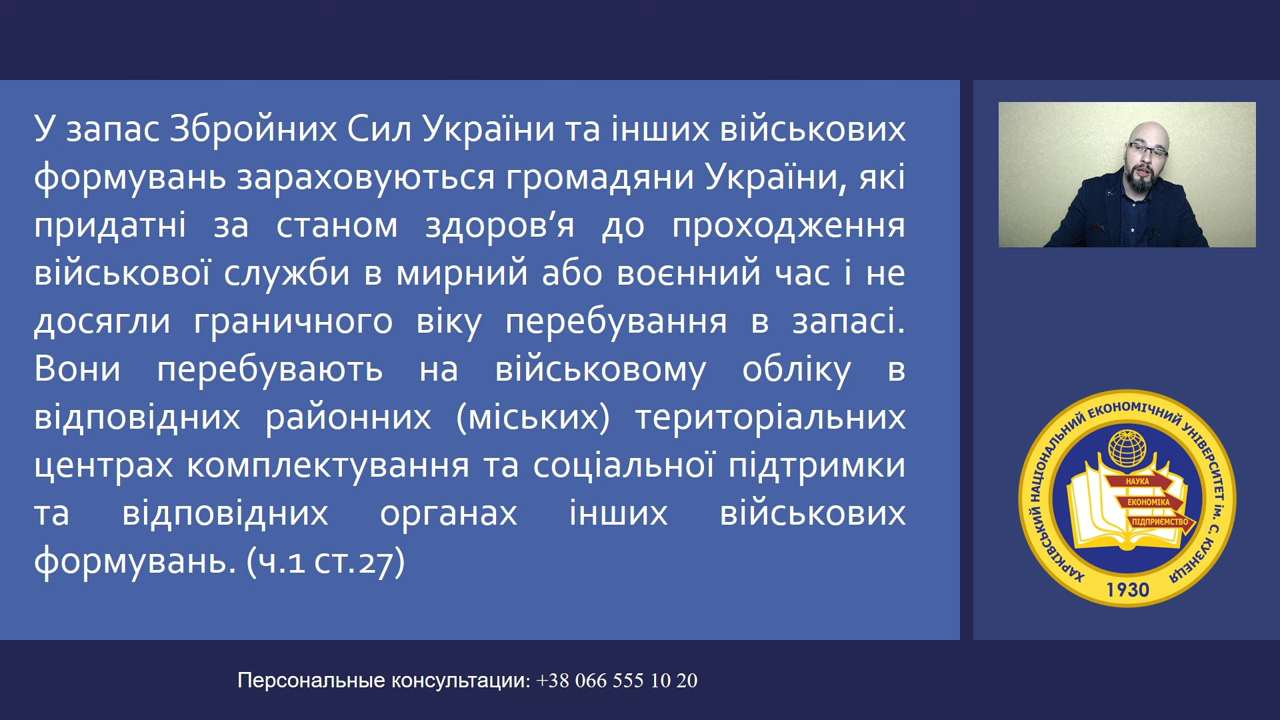 У запас Збройних Сил України та інших військових
формувань зараховуються громадяни України, які
придатні за станом здоров’я до проходження
військової служби в мирний або воєнний час і не
досягли граничного віку перебування в запасі.
Вони перебувають на військовому обліку в
відповідних районних (міських) територіальних
центрах комплектування та соціальної підтримки
та відповідних органах інших військових
формувань. (ч.1 ст.27)
ХАРКІВСЬКИЙ НАЦІОНАЛЬНИЙ ЕКОНОМІЧНИЙ УНІВЕРСИТЕТ ім. С. КУЗНЕЦЯ
НАУКА
ЕКОНОМІКА
ПІДПРИЄМСТВО
1930
Персональные консультации: +38 066 555 10 20